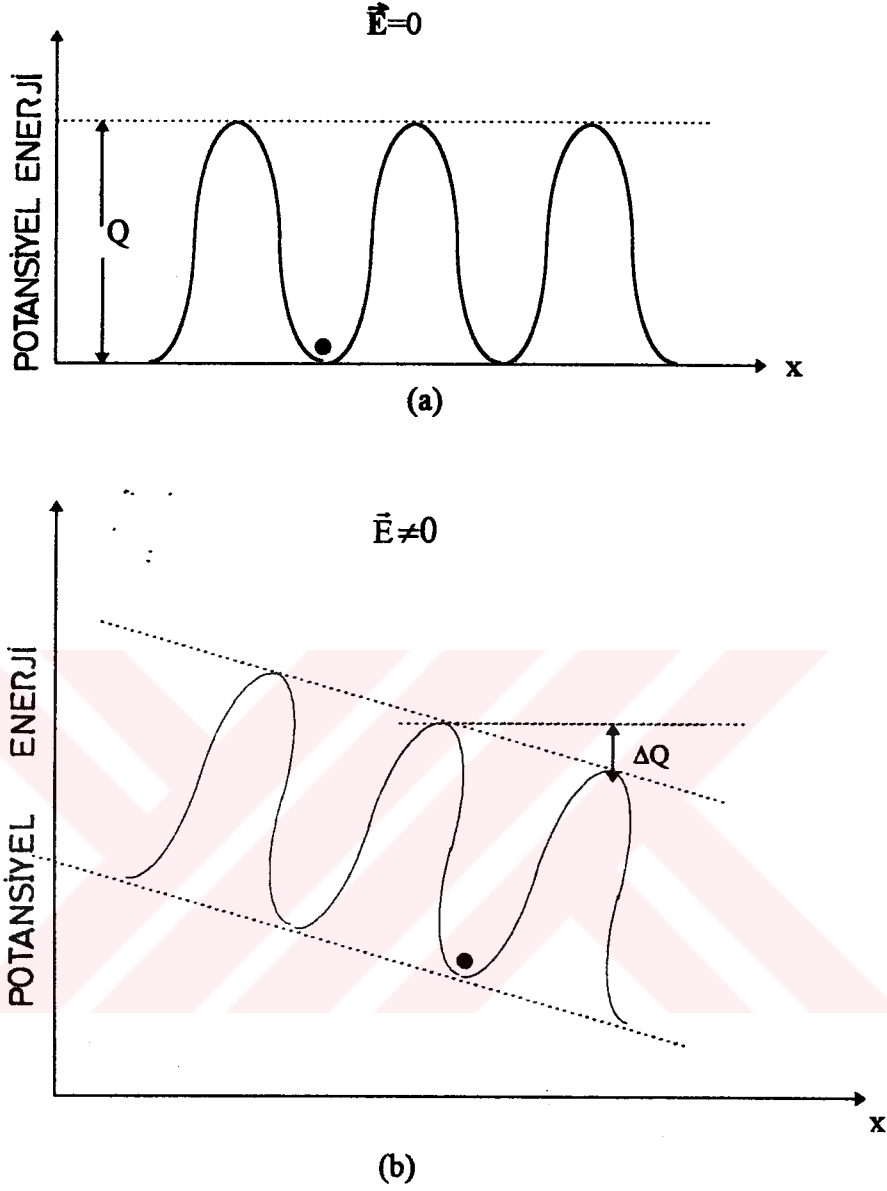 E⃗=0
POTANSİYEL ENERJİ
Q
x
(a)
E⃗≠0
POTANSİYEL ENERJİ
ΔQ
x
(b)